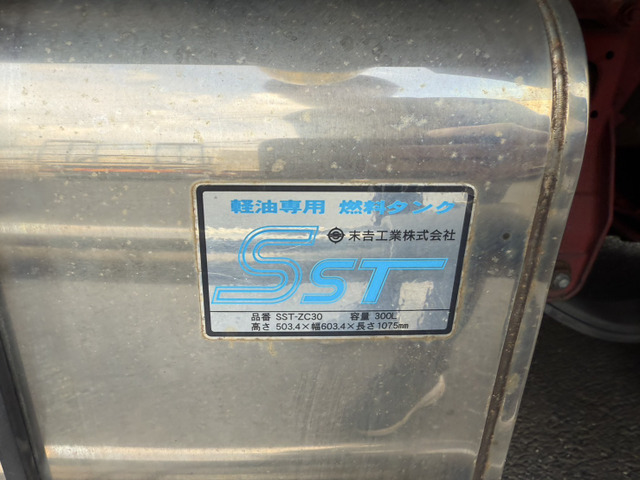 軽油専用 燃料タンク
SST
末吉工業株式会社
品番 SST-ZC30 容量 300L
高さ 503.4×幅603.4×長さ1075mm